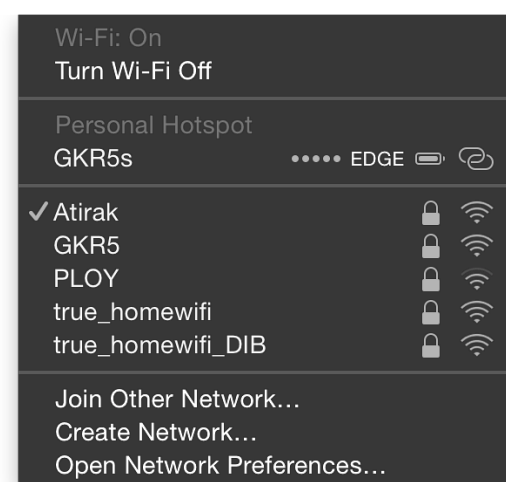 Wi-Fi: On
Turn Wi-Fi Off
Personal Hotspot
GKR5s ••••• EDGE
Atirak
GKR5
PLOY
true_homewifi
true_homewifi_DIB
Join Other Network…
Create Network…
Open Network Preferences…